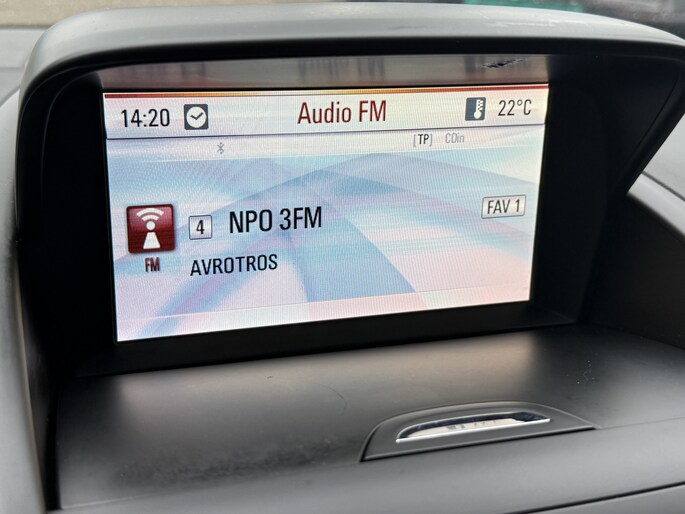 14:20 Audio FM 22°C
[TP] CDin
4 NPO 3FM FAV 1
FM AVROTROS